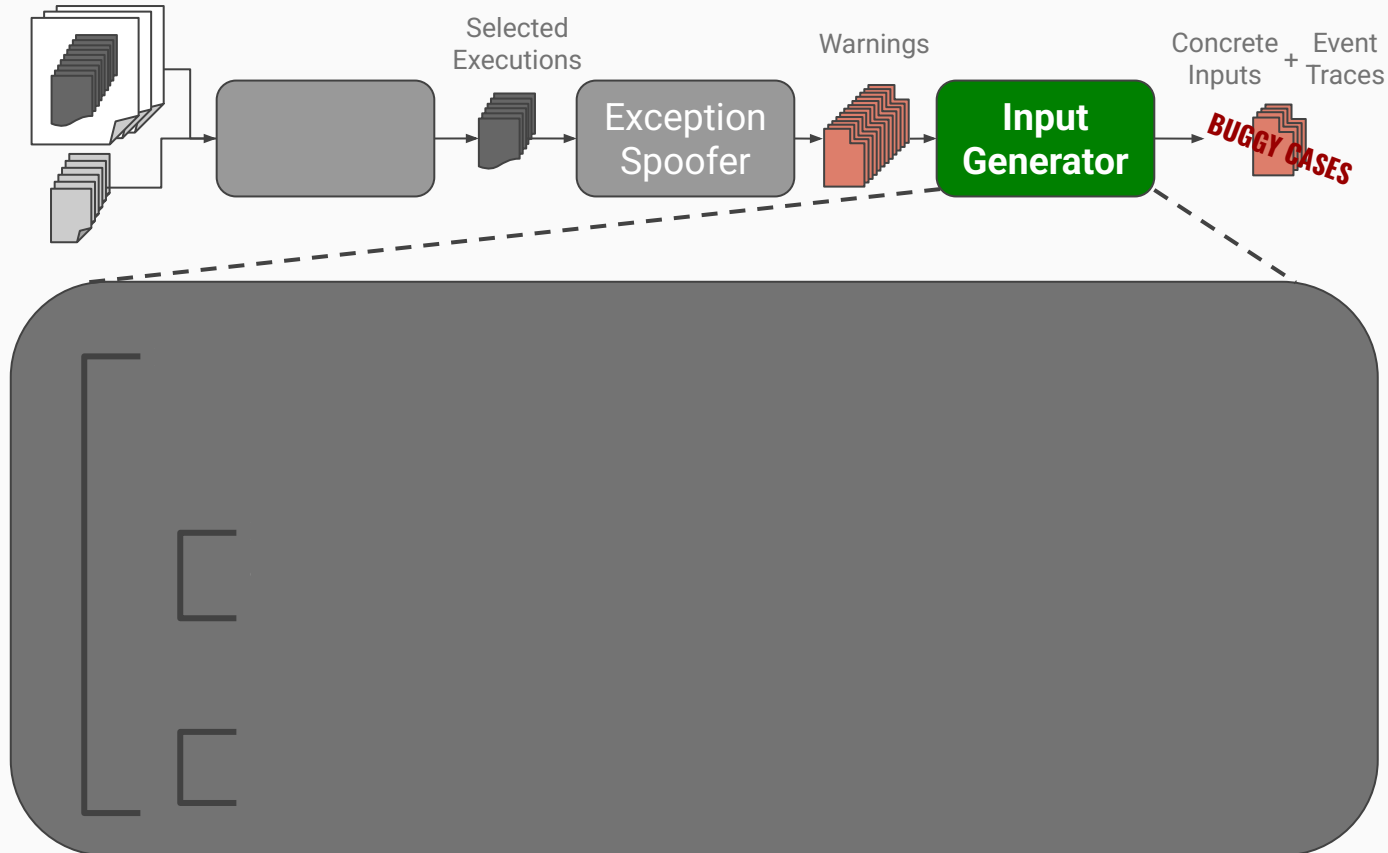 Selected
Executions
Exception
Spoofer
Warnings
Input
Generator
Concrete
Inputs
+
Event
Traces
BUGGY CASES